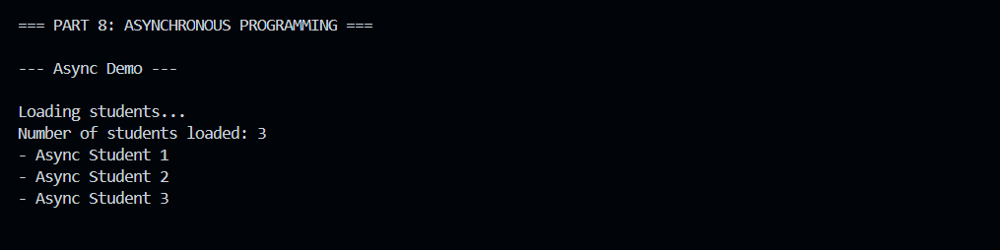 === PART 8: ASYNCHRONOUS PROGRAMMING ===
--- Async Demo ---
Loading students...
Number of students loaded: 3
- Async Student 1
- Async Student 2
- Async Student 3